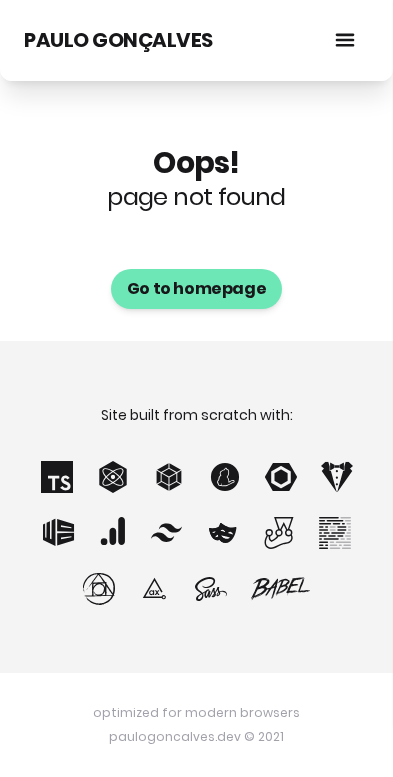 PAULO GONÇALVES
Oops!
page not found
Go to homepage
Site built from scratch with:
TS
ax
Sass
BABEL
optimized for modern browsers
paulogoncalves.dev © 2021